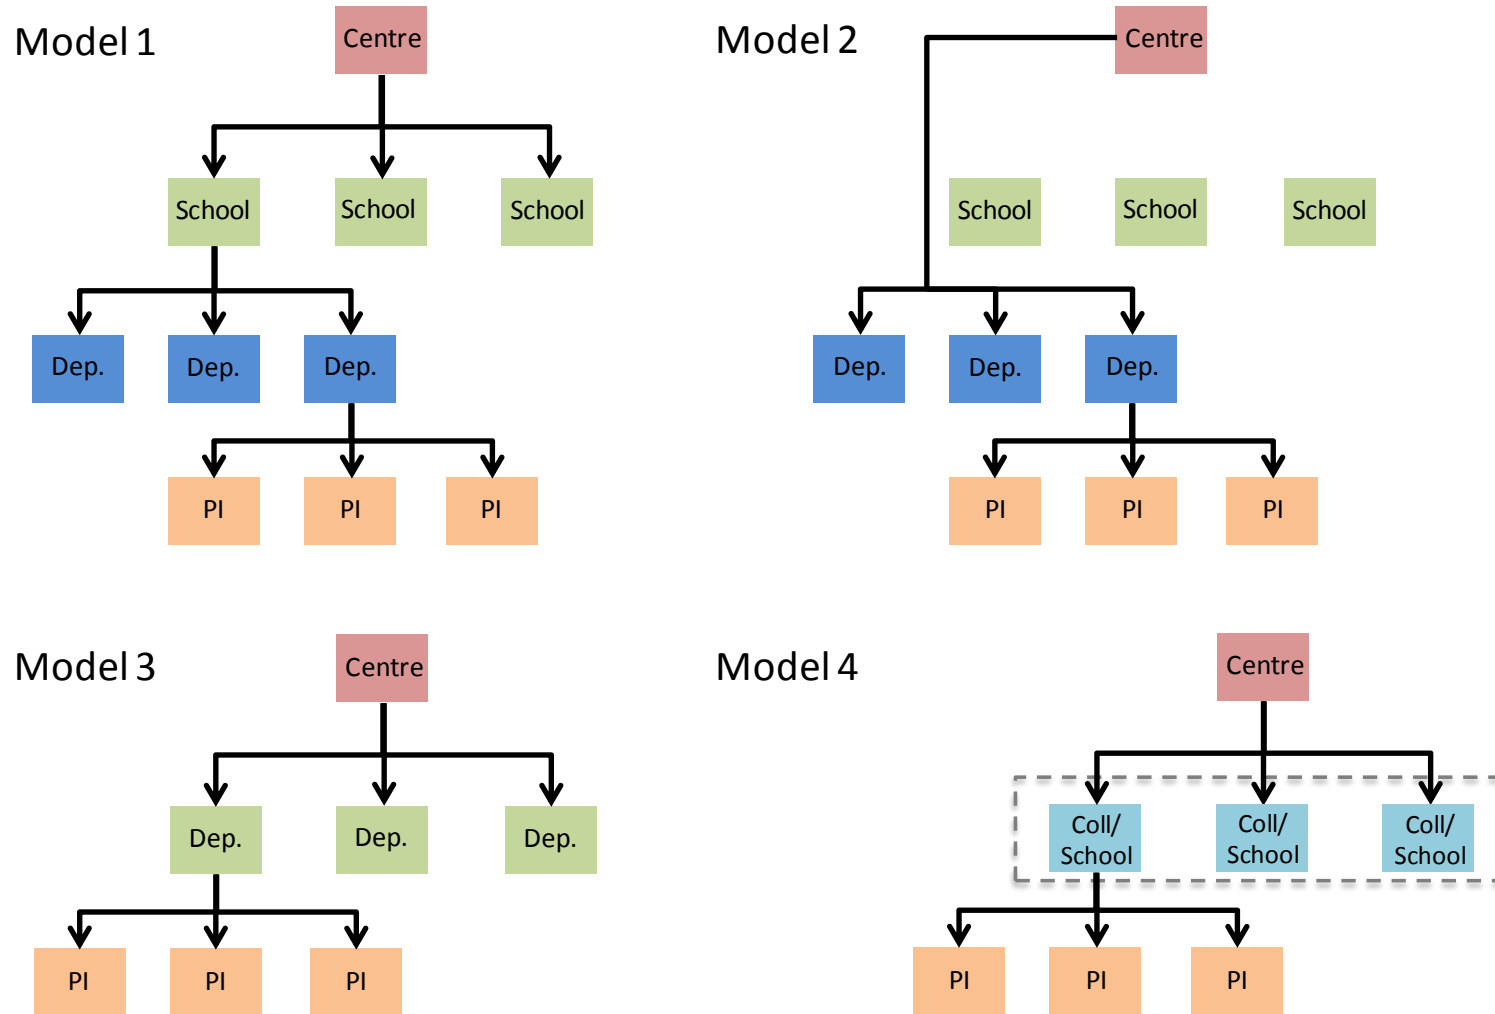 Model 1
Centre
School
School
School
Dep.
Dep.
Dep.
PI
PI
PI
Model 2
Centre
School
School
School
Dep.
Dep.
Dep.
PI
PI
PI
Model 3
Centre
Dep.
Dep.
Dep.
PI
PI
PI
Model 4
Centre
Coll/
School
Coll/
School
Coll/
School
PI
PI
PI